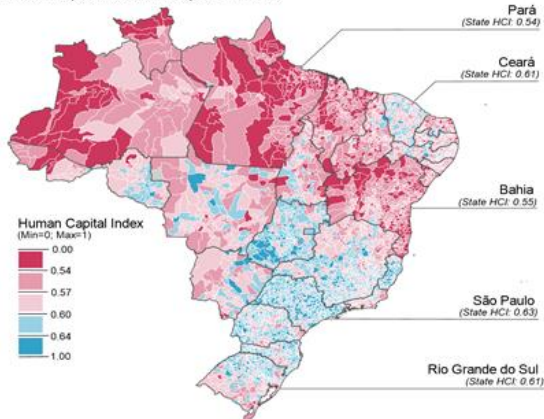 Pará
(State HCI: 0.54)
Ceará
(State HCI: 0.61)
Bahia
(State HCI: 0.55)
Human Capital Index
(Min=0; Max=1)
0.00
0.54
0.57
0.60
0.64
1.00
São Paulo
(State HCI: 0.63)
Rio Grande do Sul
(State HCI: 0.61)